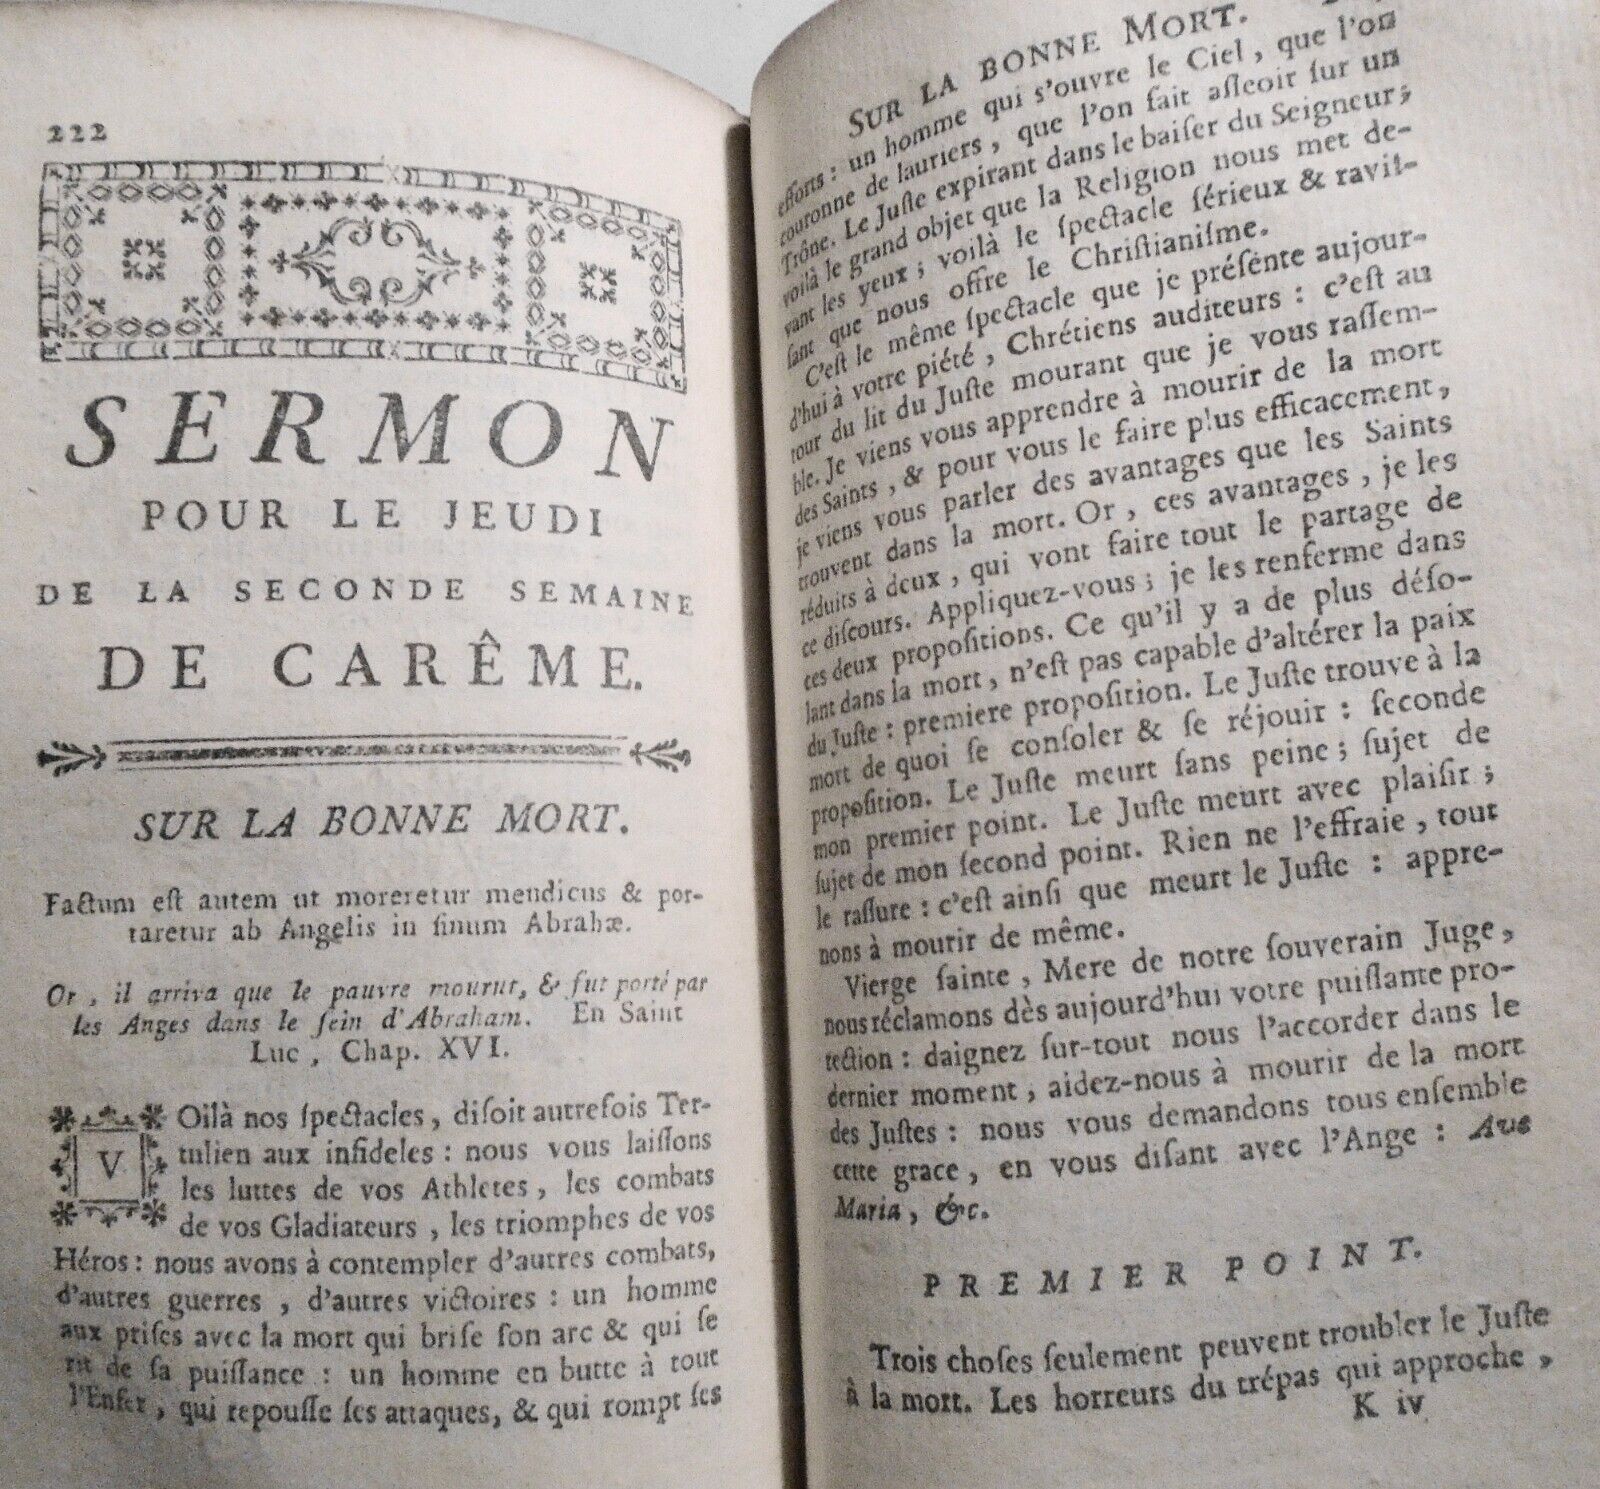 222
SERMON
POUR LE JEUDI
DE LA SECONDE SEMAINE
DE CARÊME.
SUR LA BONNE MORT.
Factum eſt autem ut moreretur mendicus & por-
taretur ab Angelis in ſinum Abrahæ.
Or, il arriva que le pauvre mourut, & fut porté par
les Anges dans le ſein d'Abraham. En Saint
Luc, Chap. XVI.
VOilà nos ſpectacles, diſoit autrefois Ter-
tulien aux infideles : nous vous laiſſons
les luttes de vos Athletes, les combats
de vos Gladiateurs, les triomphes de vos
Héros : nous avons à contempler d'autres combats,
d'autres guerres, d'autres victoires : un homme
aux priſes avec la mort qui briſe ſon arc & qui ſe
rit de ſa puiſſance : un homme en butte à tout
l'Enfer, qui repouſſe ſes attaques, & qui rompt ſes
SUR LA BONNE MORT.
efforts : un homme qui s'ouvre le Ciel, que l'on
couronne de lauriers, que l'on fait aſſeoir ſur un
Trône. Le Juſte expirant dans le baiſer du Seigneur;
voilà le grand objet que la Religion nous met de-
vant les yeux; voilà le ſpectacle ſérieux & raviſ-
ſant que nous offre le Chriſtianiſme.
C'eſt le même ſpectacle que je préſente aujour-
d'hui à votre piété, Chrétiens auditeurs : c'eſt au
tour du lit du Juſte mourant que je vous raſſem-
ble. Je viens vous apprendre à mourir de la mort
des Saints, & pour vous le faire plus efficacement,
je viens vous parler des avantages que les Saints
trouvent dans la mort. Or, ces avantages, je les
réduits à deux, qui vont faire tout le partage de
ce diſcours. Appliquez-vous; je les renferme dans
ces deux propoſitions. Ce qu'il y a de plus déſo-
lant dans la mort, n'eſt pas capable d'altérer la paix
du Juſte : premiere propoſition. Le Juſte trouve à la
mort de quoi ſe conſoler & ſe réjouir : ſeconde
propoſition. Le Juſte meurt ſans peine; ſujet de
mon premier point. Le Juſte meurt avec plaiſir;
ſujet de mon ſecond point. Rien ne l'effraie, tout
le raſſure : c'eſt ainſi que meurt le Juſte : appre-
nons à mourir de même.
Vierge ſainte, Mere de notre ſouverain Juge,
nous réclamons dès aujourd'hui votre puiſſante pro-
tection : daignez ſur-tout nous l'accorder dans le
dernier moment, aidez-nous à mourir de la mort
des Juſtes : nous vous demandons tous enſemble
cette grace, en vous diſant avec l'Ange : Ave
Maria, &c.
PREMIER POINT.
Trois choſes ſeulement peuvent troubler le Juſte
à la mort. Les horreurs du trépas qui approche,
K iv